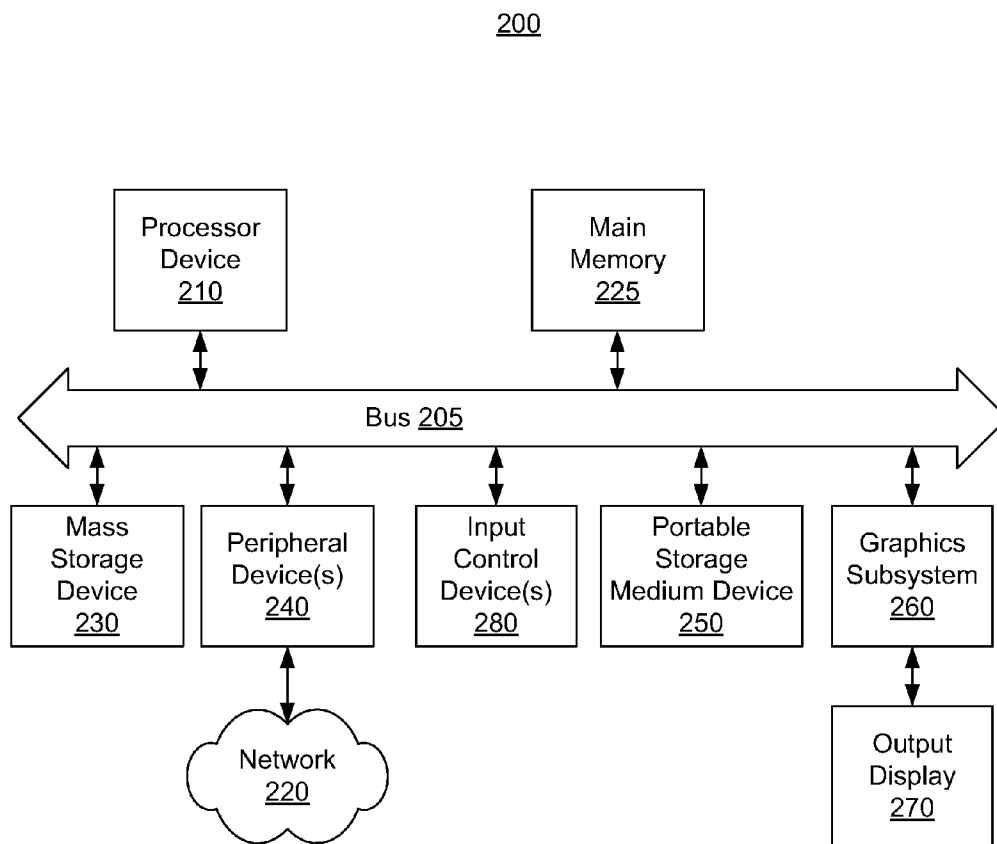 200
Processor
Device
210
Main
Memory
225
Bus 205
Mass
Storage
Device
230
Peripheral
Device(s)
240
Input
Control
Device(s)
280
Portable
Storage
Medium Device
250
Graphics
Subsystem
260
Network
220
Output
Display
270